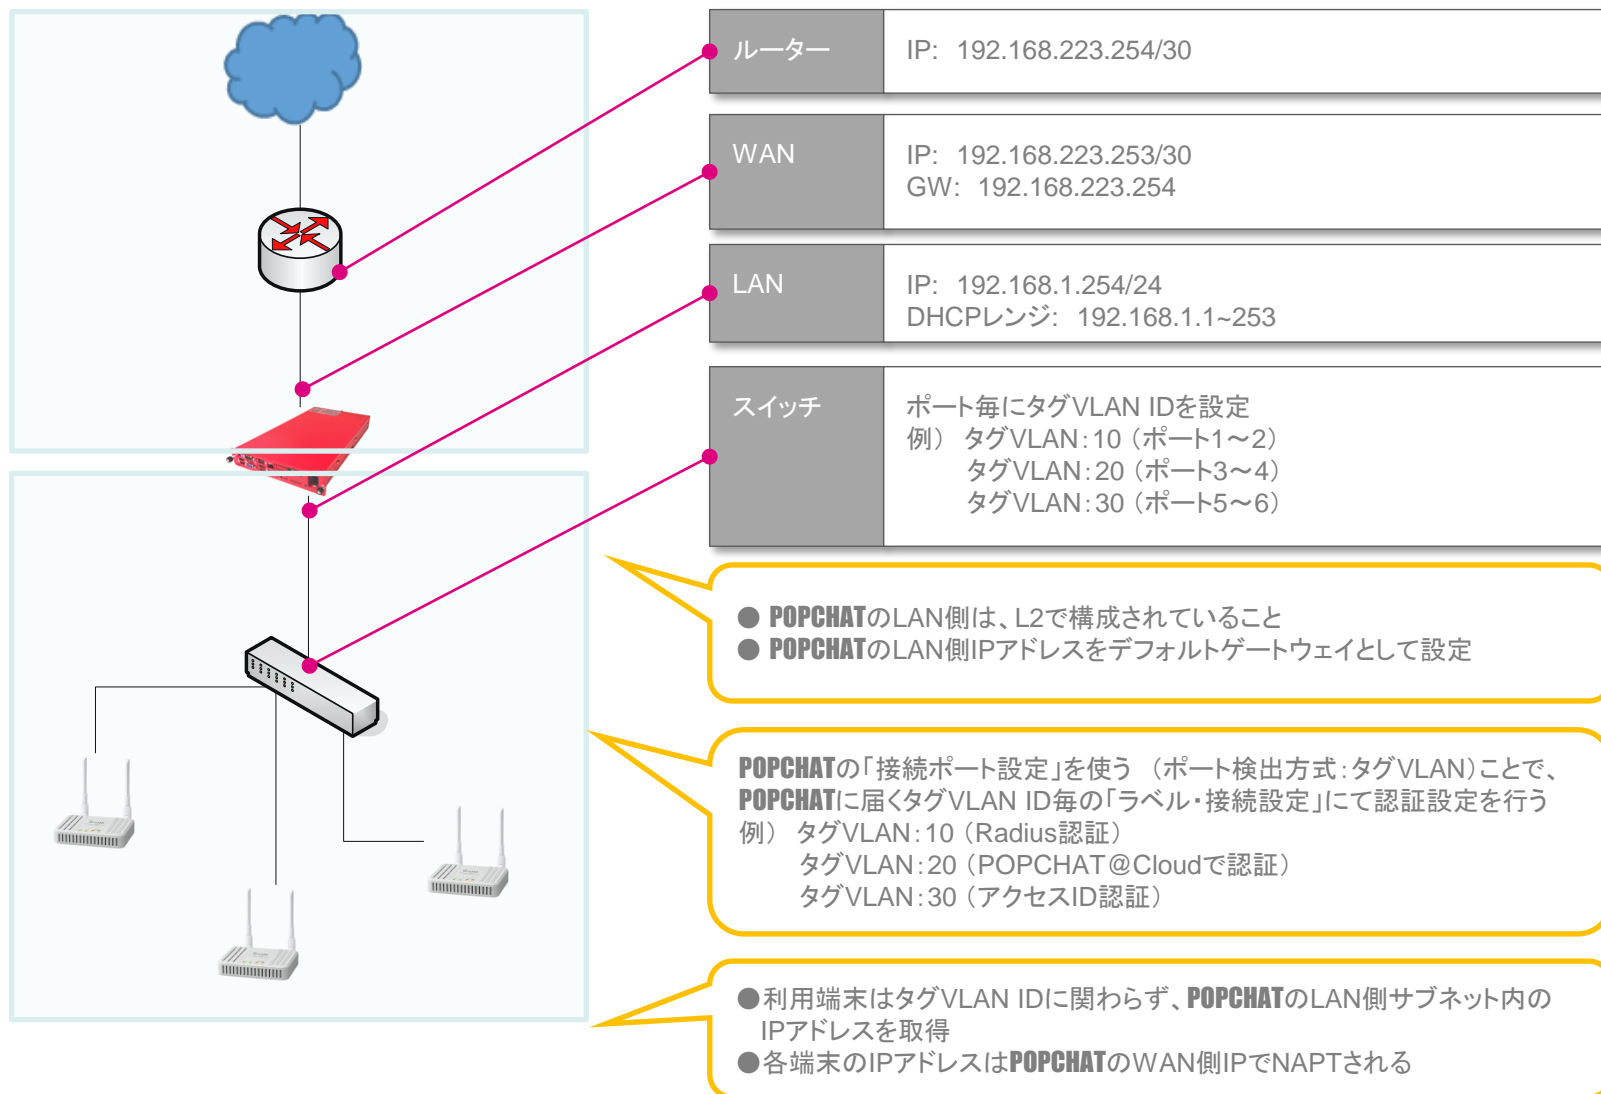 ルーター
IP: 192.168.223.254/30
WAN
IP: 192.168.223.253/30
GW: 192.168.223.254
LAN
IP: 192.168.1.254/24
DHCPレンジ: 192.168.1.1~253
スイッチ
ポート毎にタグVLAN IDを設定
例） タグVLAN：10 （ポート1～2）
タグVLAN：20 （ポート3～4）
タグVLAN：30 （ポート5～6）
● POPCHATのLAN側は、L2で構成されていること
● POPCHATのLAN側IPアドレスをデフォルトゲートウェイとして設定
POPCHATの「接続ポート設定」を使う （ポート検出方式：タグVLAN）ことで、
POPCHATに届くタグVLAN ID毎の「ラベル・接続設定」にて認証設定を行う
例） タグVLAN：10 （Radius認証）
タグVLAN：20 （POPCHAT＠Cloudで認証）
タグVLAN：30 （アクセスID認証）
●利用端末はタグVLAN IDに関わらず、POPCHATのLAN側サブネット内の
IPアドレスを取得
●各端末のIPアドレスはPOPCHATのWAN側IPでNAPTされる